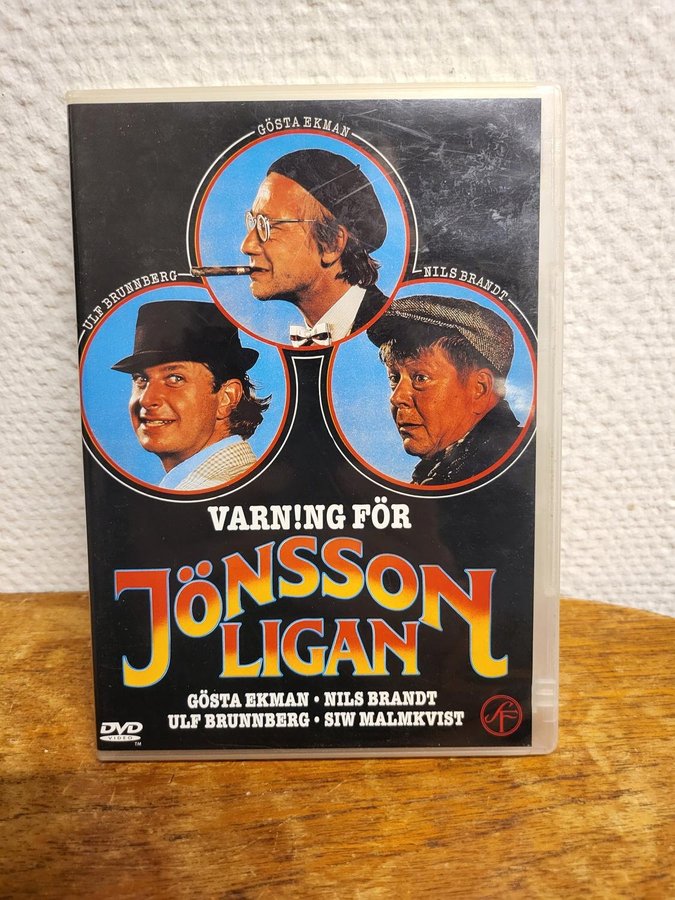 GÖSTA EKMAN
ULF BRUNNBERG
NILS BRANDT
VARN!NG FÖR
JÖNSSON
LIGAN
GÖSTA EKMAN · NILS BRANDT
ULF BRUNNBERG · SIW MALMKVIST
DVD
VIDEO
TM
SF